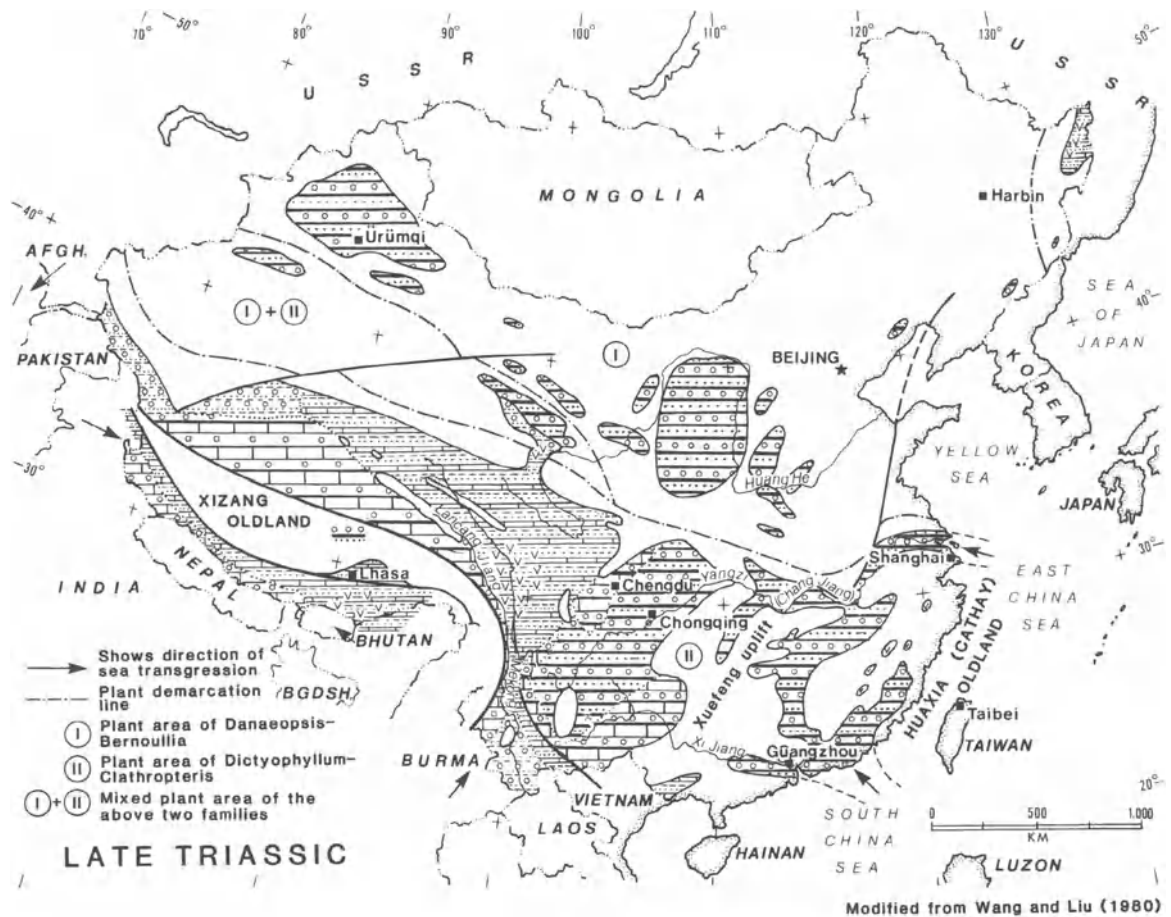 50°
70°
80°
90°
100°
110°
120°
130°
50°
U S S R
U S S R
MONGOLIA
Harbin
Ürümqi
40°
AFGH.
I + II
I
BEIJING
SEA
OF
JAPAN
40°
KOREA
PAKISTAN
Huang He
YELLOW
SEA
JAPAN
30°
XIZANG
OLDLAND
Lancang Jiang
Shanghai
30°
INDIA
NEPAL
Lhasa
Chengdu
Yangzi
(Chang Jiang)
EAST
CHINA
SEA
BHUTAN
Chongqing
II
Xuefeng uplift
HUAXIA (CATHAY)
OLDLAND
Shows direction of
sea transgression
Plant demarcation
line
BGDSH
I Plant area of Danaeopsis-
Bernoullia
II Plant area of Dictyophyllum-
Clathropteris
I + II Mixed plant area of the
above two families
BURMA
Xi Jiang
Guangzhou
Taibei
TAIWAN
VIETNAM
LAOS
20°
SOUTH
CHINA
SEA
0 500 1.000
KM
HAINAN
LUZON
LATE TRIASSIC
Modified from Wang and Liu (1980)